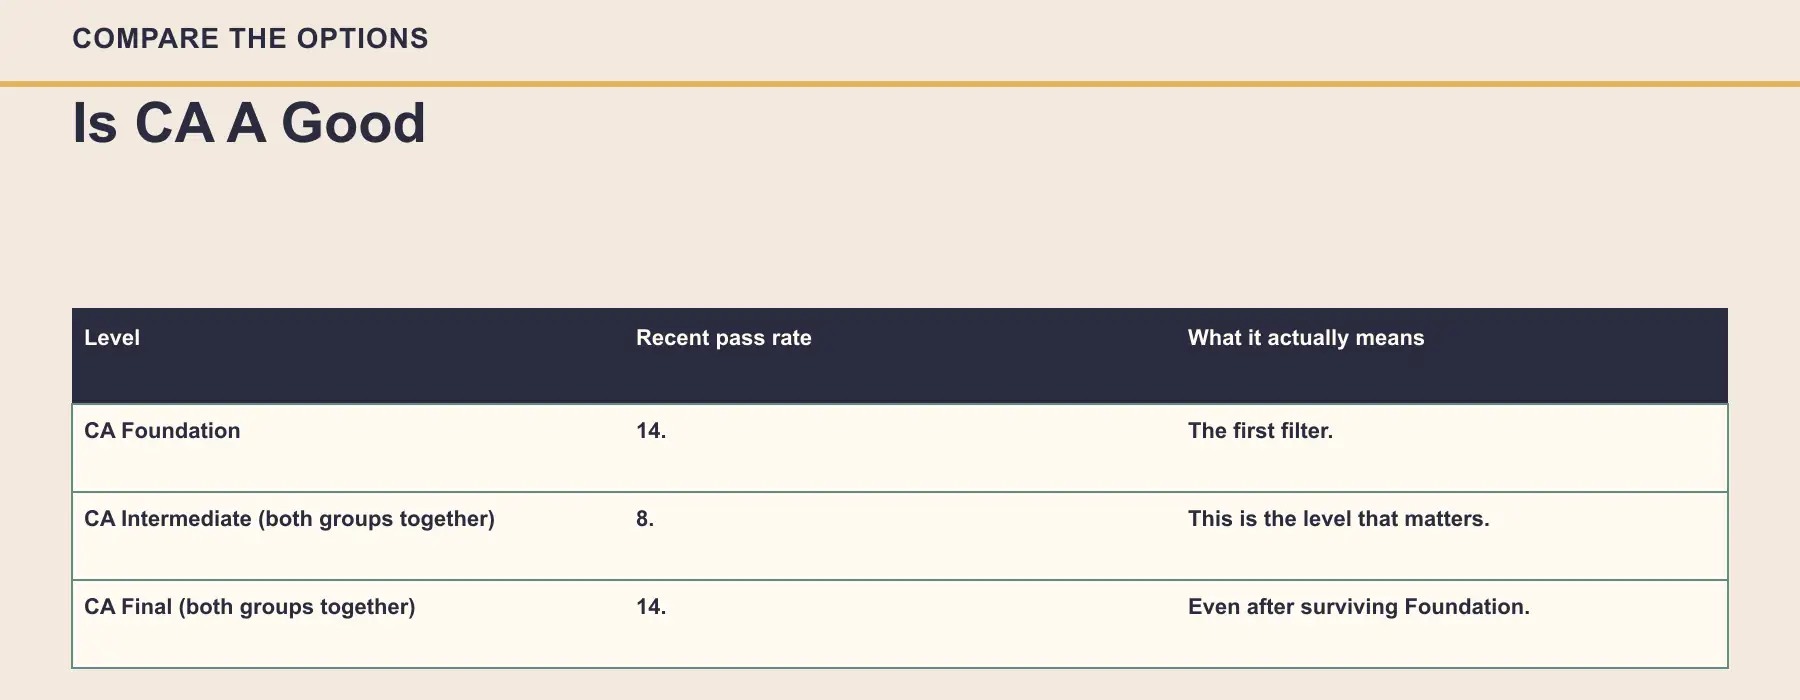 COMPARE THE OPTIONS
Is CA A Good
Level Recent pass rate What it actually means
CA Foundation 14. The first filter.
CA Intermediate (both groups together) 8. This is the level that matters.
CA Final (both groups together) 14. Even after surviving Foundation.